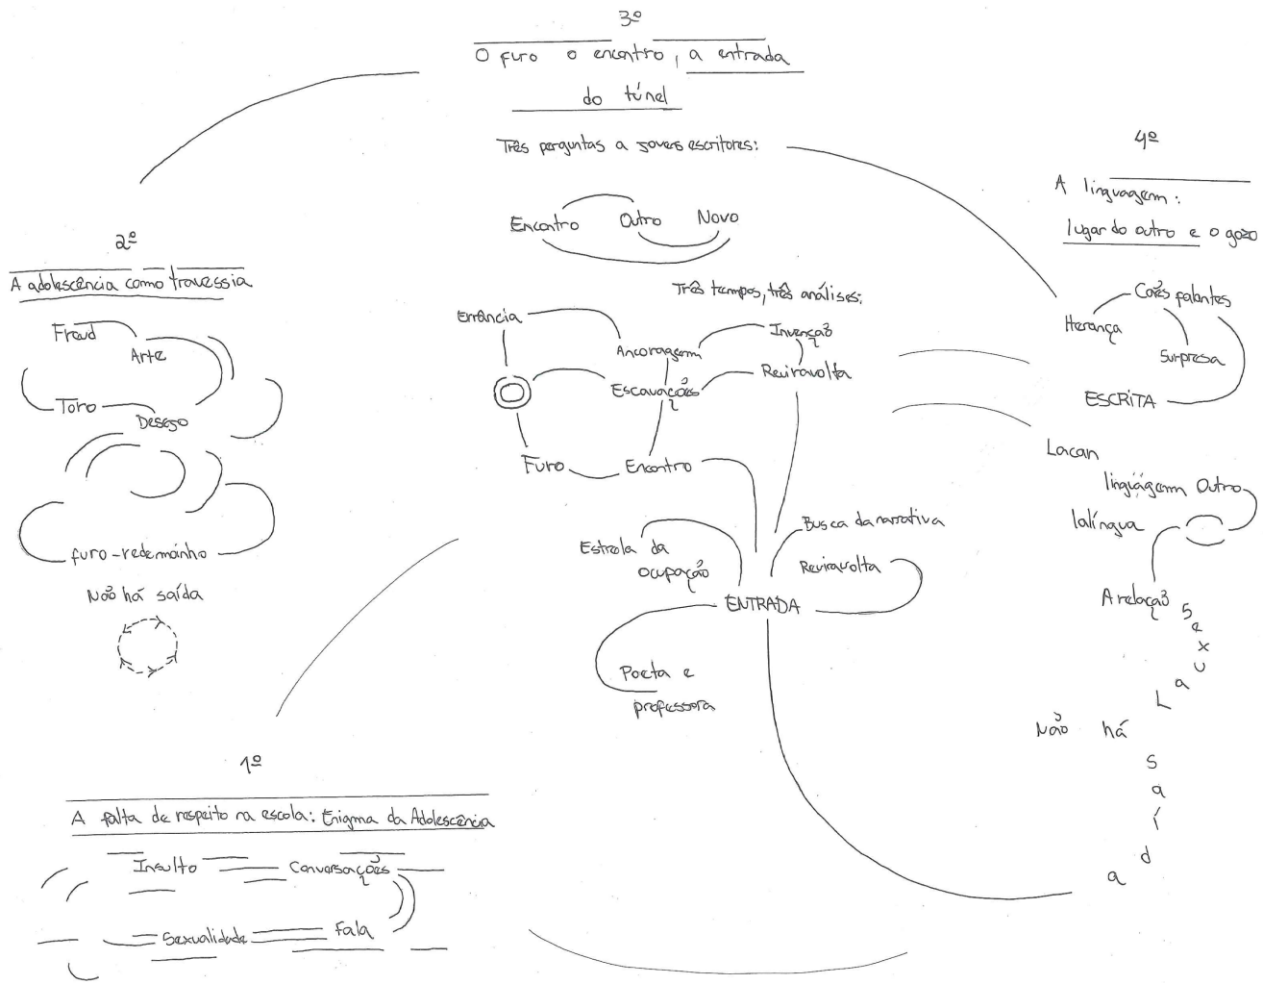 3º
O furo o encontro, a entrada
do túnel
Três perguntas a jovens escritores:
Encontro Outro Novo
Três tempos, três análises:
Errância
Ancoragem
Invenção
Escavações
Reviravolta
Furo
Encontro
Estrela da
ocupação
Busca da narrativa
Reviravolta
ENTRADA
Poeta e
professora
2º
A adolescência como travessia
Freud
Arte
Toro
Desejo
furo-redemoinho
Não há saída
1º
A falta de respeito na escola: Enigma da Adolescência
Insulto
Conversações
Sexualidade
Fala
4º
A linguagem:
lugar do outro e o gozo
Corpos falantes
Herança
Surpresa
ESCRITA
Lacan
linguagem Outro
lalíngua
A relação sexuaL
Não há saída